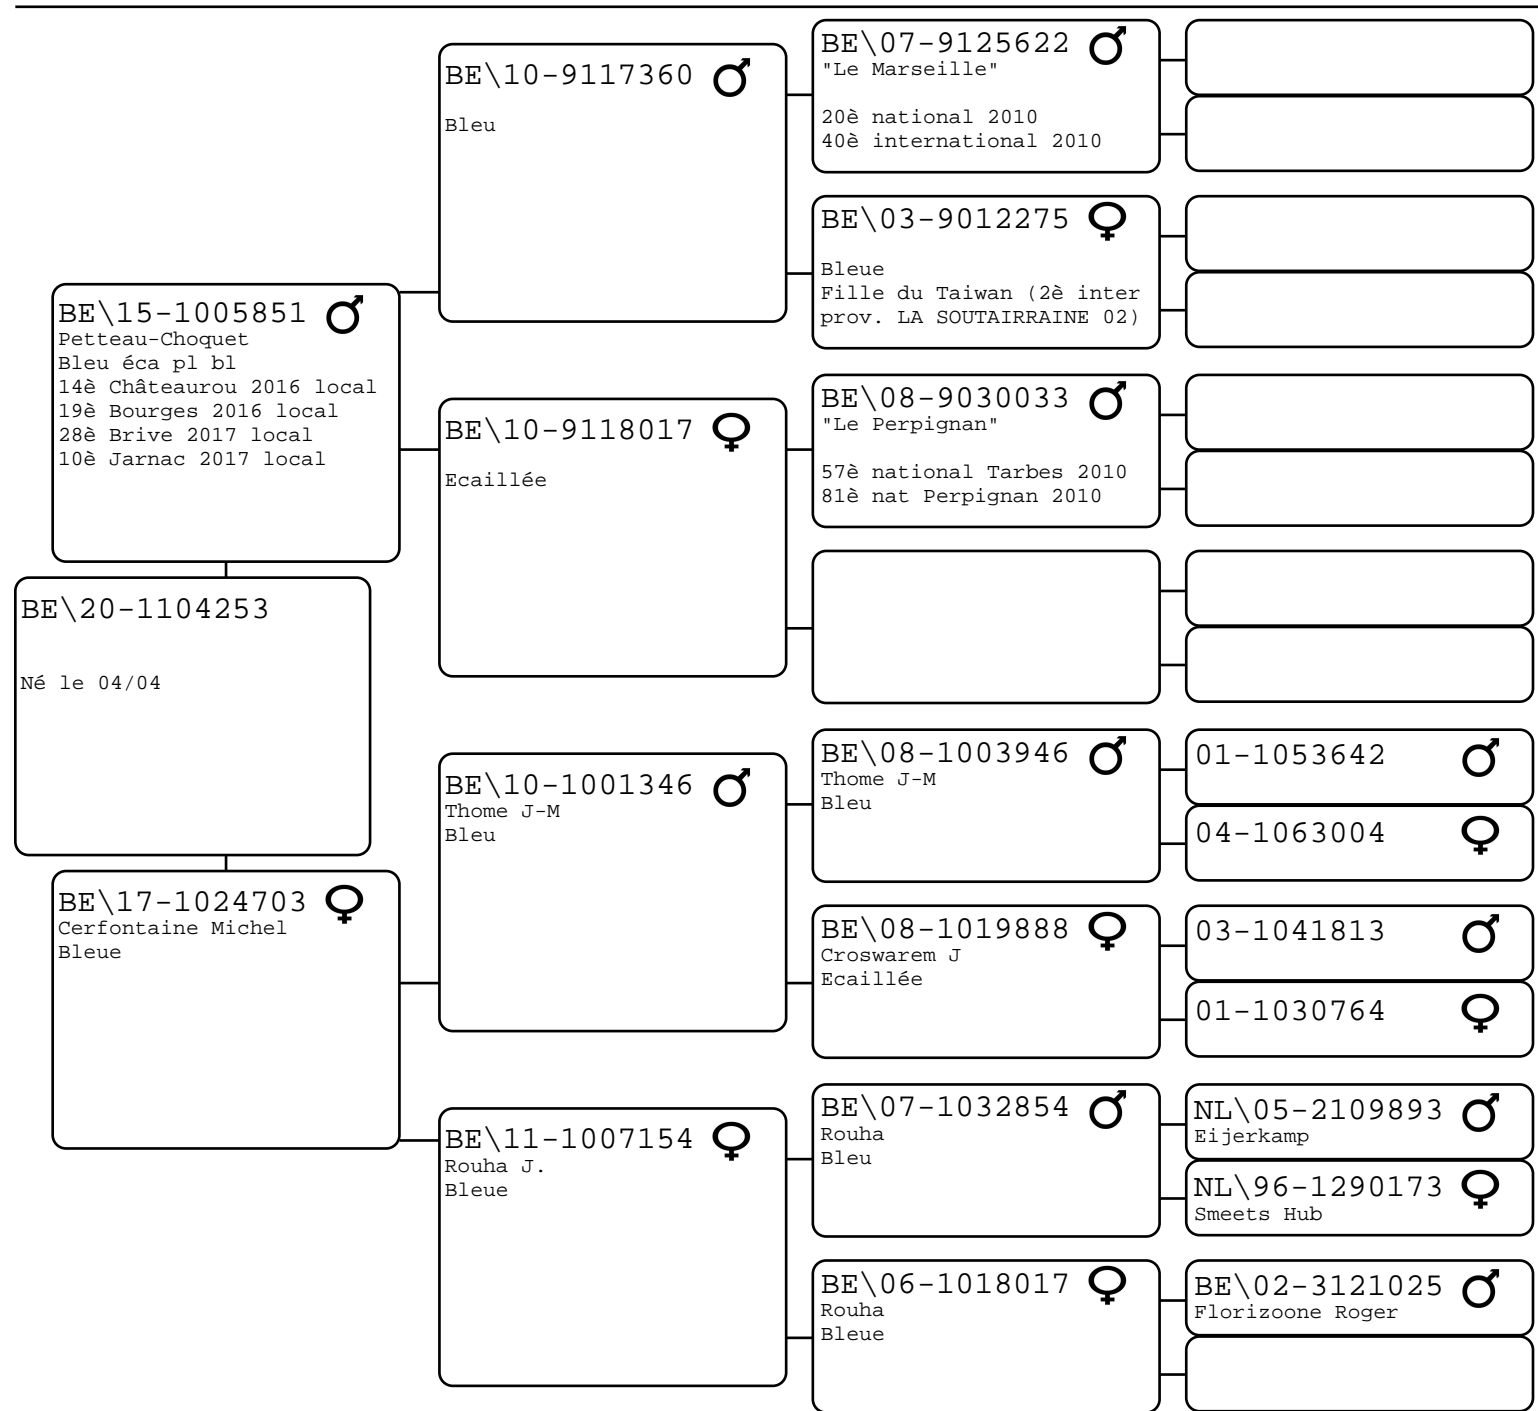 BE\15-1005851
Petteau-Choquet
Bleu éca pl bl
14è Châteaurou 2016 local
19è Bourges 2016 local
28è Brive 2017 local
10è Jarnac 2017 local
BE\20-1104253
Né le 04/04
BE\17-1024703
Cerfontaine Michel
Bleue
BE\10-9117360
Bleu
BE\10-9118017
Ecaillée
BE\10-1001346
Thome J-M
Bleu
BE\11-1007154
Rouha J.
Bleue
BE\07-9125622
"Le Marseille"
20è national 2010
40è international 2010
BE\03-9012275
Bleue
Fille du Taiwan (2è inter
prov. LA SOUTAIRRAINE 02)
BE\08-9030033
"Le Perpignan"
57è national Tarbes 2010
81è nat Perpignan 2010
BE\08-1003946
Thome J-M
Bleu
BE\08-1019888
Croswarem J
Ecaillée
BE\07-1032854
Rouha
Bleu
BE\06-1018017
Rouha
Bleue
01-1053642
04-1063004
03-1041813
01-1030764
NL\05-2109893
Eijerkamp
NL\96-1290173
Smeets Hub
BE\02-3121025
Florizoone Roger